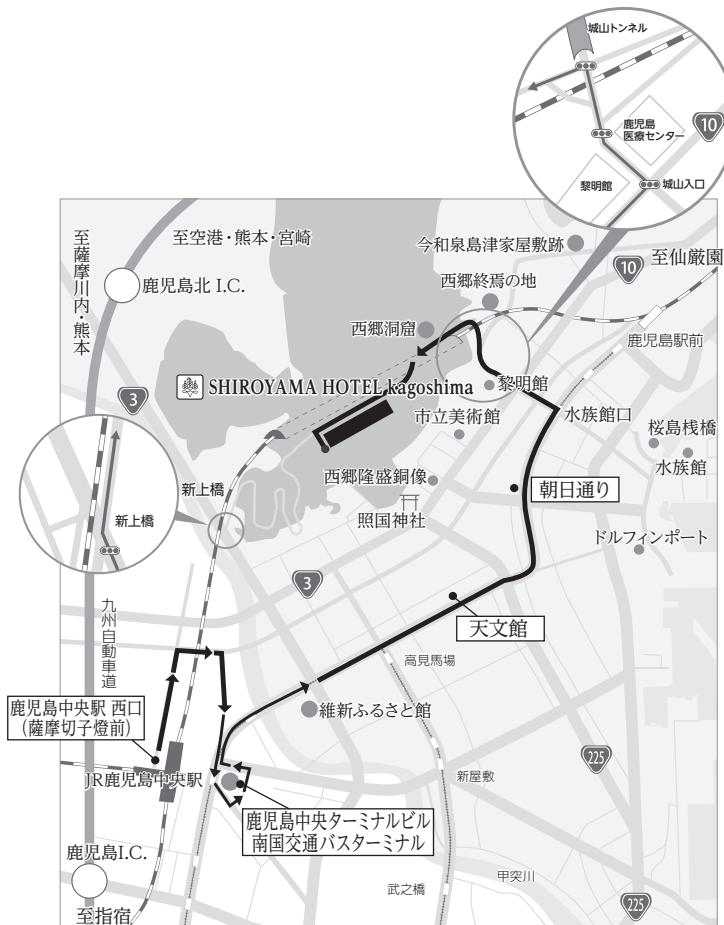 城山トンネル
鹿児島
医療センター
10
黎明館
城山入口
至薩摩川内・熊本
至空港・熊本・宮崎
今和泉島津家屋敷跡
10
至仙厳園
鹿児島北 I.C.
西郷終焉の地
西郷洞窟
鹿児島駅前
SHIROYAMA HOTEL kagoshima
黎明館
3
市立美術館
水族館口
桜島桟橋
水族館
新上橋
新上橋
西郷隆盛銅像
朝日通り
照国神社
ドルフィンポート
3
九州自動車道
天文館
高見馬場
鹿児島中央駅 西口
(薩摩切子燈前)
維新ふるさと館
JR鹿児島中央駅
新屋敷
225
鹿児島中央ターミナルビル
南国交通バスターミナル
鹿児島I.C.
武之橋
甲突川
225
至指宿